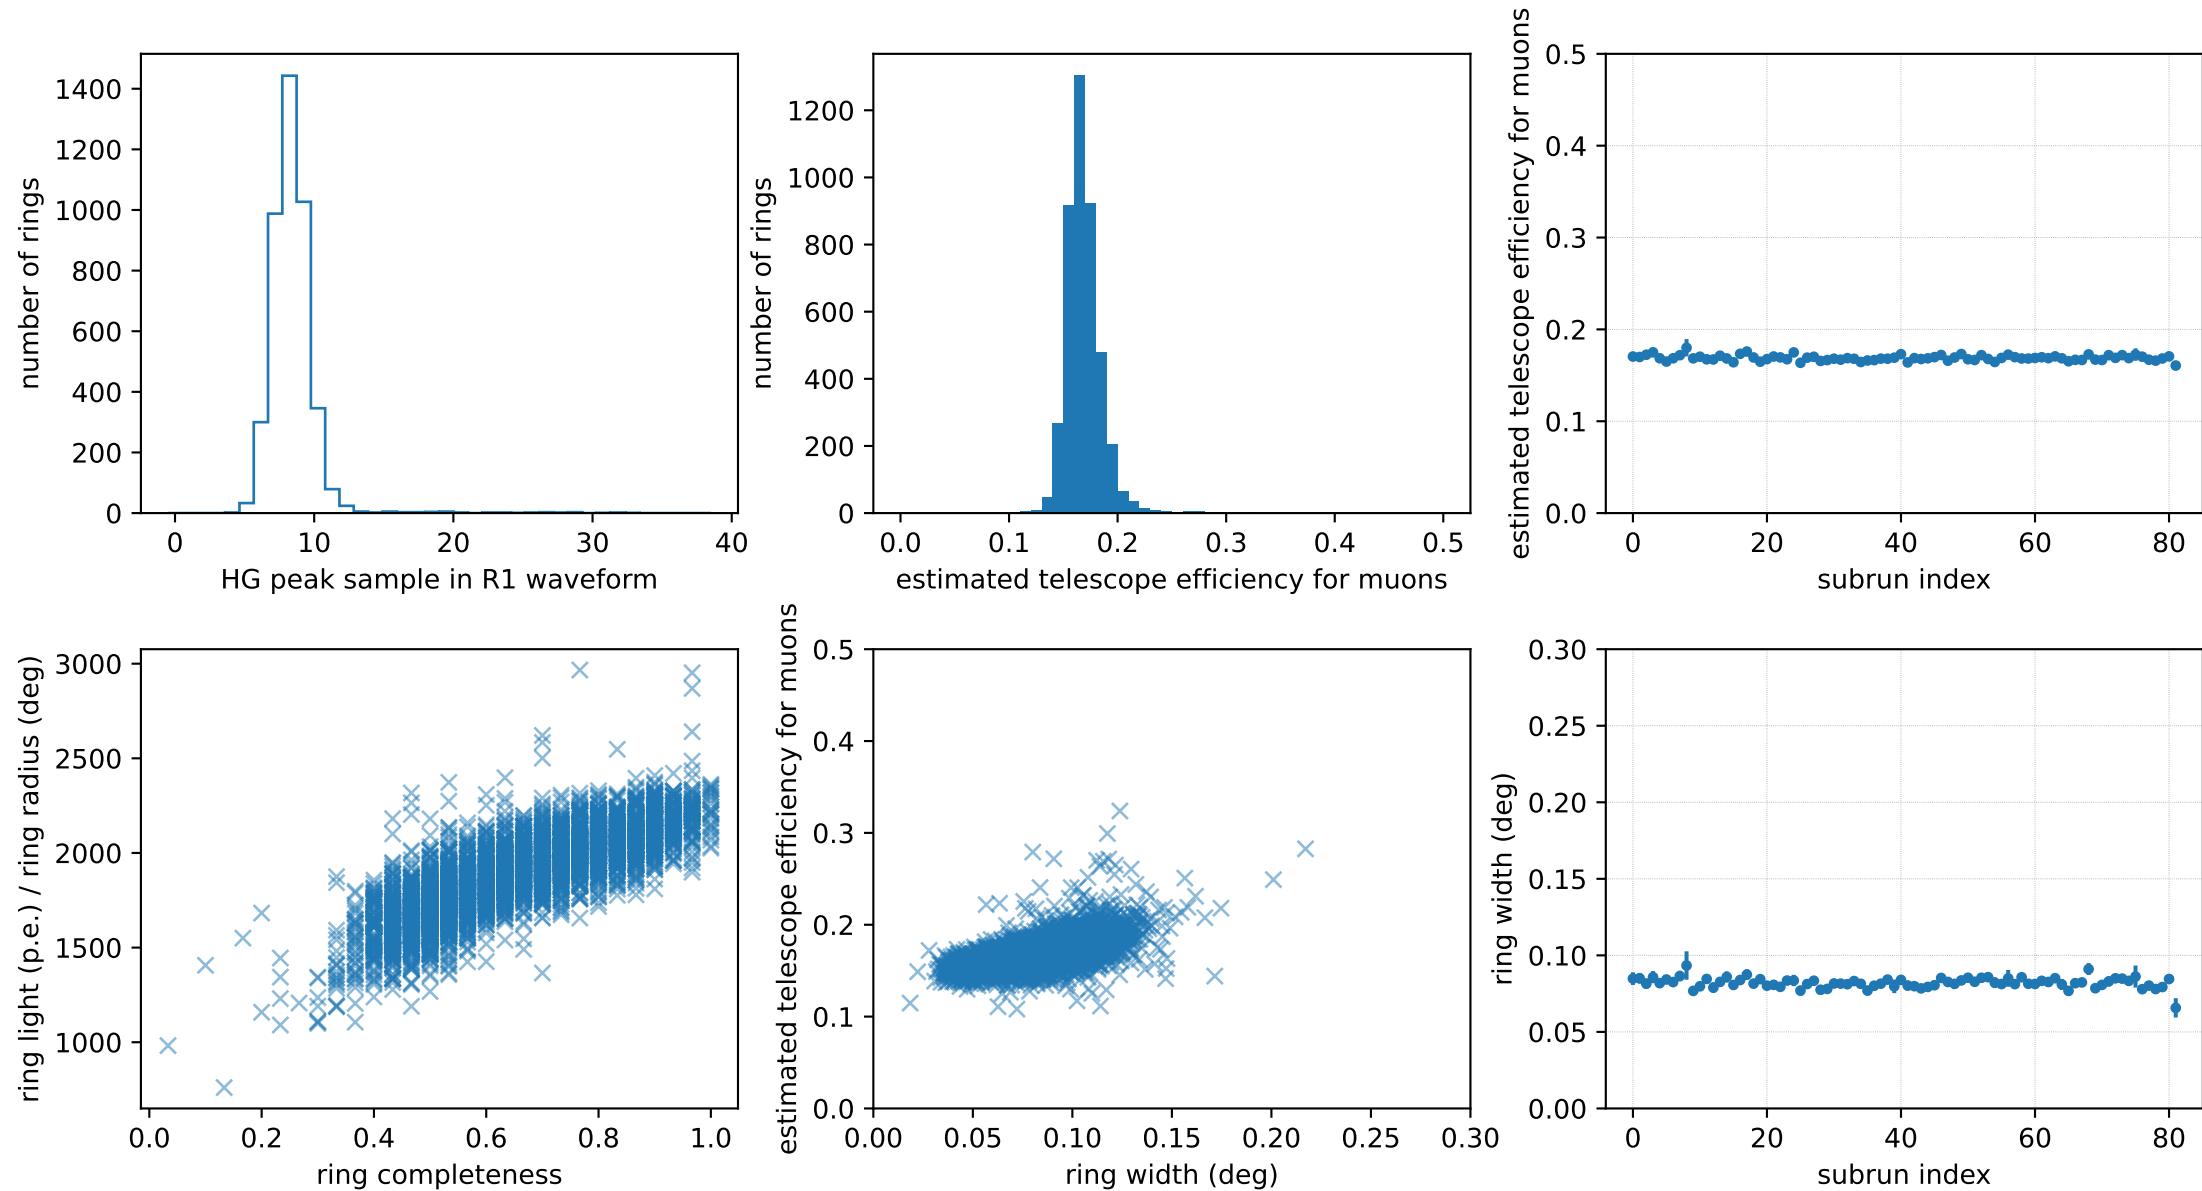 number of rings
1400
1200
1000
800
600
400
200
0
0 10 20 30 40
HG peak sample in R1 waveform
number of rings
1200
1000
800
600
400
200
0
0.0 0.1 0.2 0.3 0.4 0.5
estimated telescope efficiency for muons
estimated telescope efficiency for muons
0.5
0.4
0.3
0.2
0.1
0.0
0 20 40 60 80
subrun index
ring light (p.e.) / ring radius (deg)
3000
2500
2000
1500
1000
0.0 0.2 0.4 0.6 0.8 1.0
ring completeness
estimated telescope efficiency for muons
0.5
0.4
0.3
0.2
0.1
0.0
0.00 0.05 0.10 0.15 0.20 0.25 0.30
ring width (deg)
ring width (deg)
0.30
0.25
0.20
0.15
0.10
0.05
0.00
0 20 40 60 80
subrun index